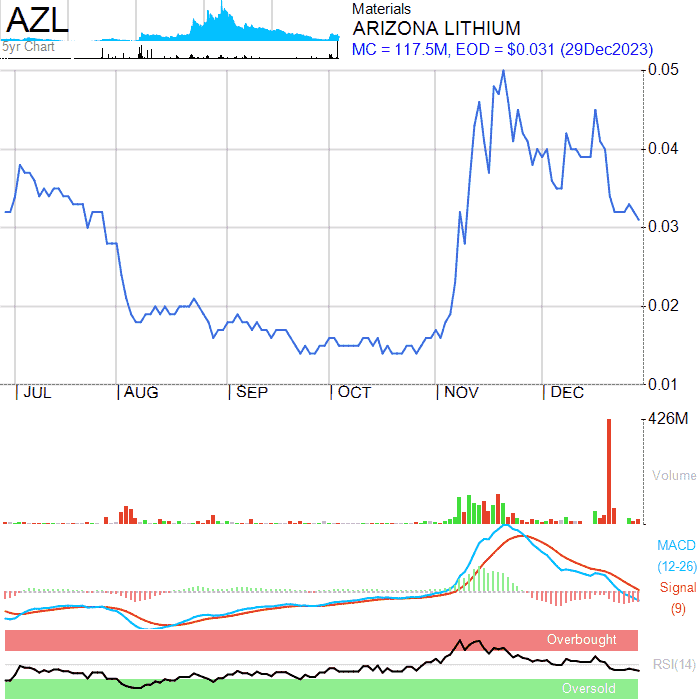 AZL
5yr Chart
Materials
ARIZONA LITHIUM
MC = 117.5M, EOD = $0.031 (29Dec2023)
0.05
0.04
0.03
0.02
0.01
JUL AUG SEP OCT NOV DEC
426M
Volume
MACD
(12-26)
Signal
(9)
Overbought
RSI(14)
Oversold